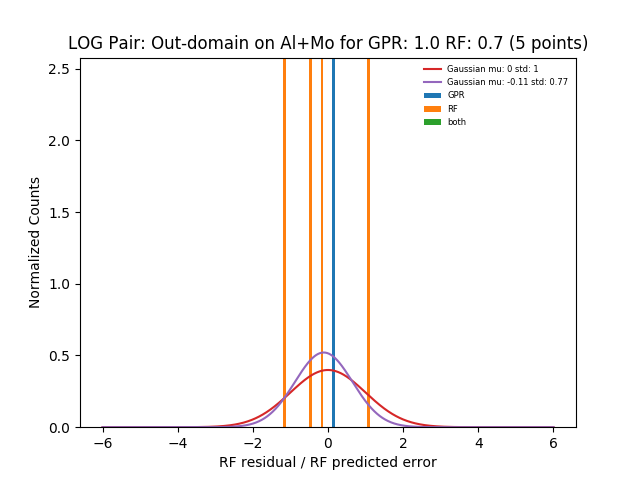 LOG Pair: Out-domain on Al+Mo for GPR: 1.0 RF: 0.7 (5 points)
2.5
2.0
1.5
1.0
0.5
0.0
Normalized Counts
Gaussian mu: 0 std: 1
Gaussian mu: -0.11 std: 0.77
GPR
RF
both
−6 −4 −2 0 2 4 6
RF residual / RF predicted error